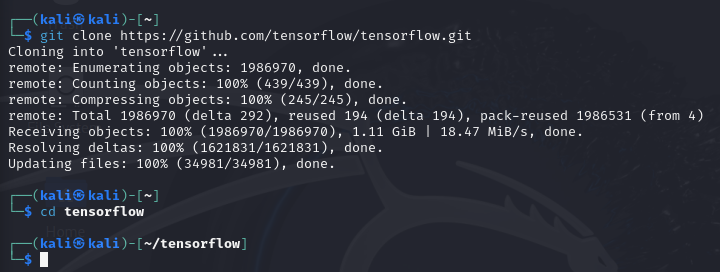 ┌──(kali㉿kali)-[~]
└─$ git clone https://github.com/tensorflow/tensorflow.git
Cloning into 'tensorflow'...
remote: Enumerating objects: 1986970, done.
remote: Counting objects: 100% (439/439), done.
remote: Compressing objects: 100% (245/245), done.
remote: Total 1986970 (delta 292), reused 194 (delta 194), pack-reused 1986531 (from 4)
Receiving objects: 100% (1986970/1986970), 1.11 GiB | 18.47 MiB/s, done.
Resolving deltas: 100% (1621831/1621831), done.
Updating files: 100% (34981/34981), done.
┌──(kali㉿kali)-[~]
└─$ cd tensorflow
Home
┌──(kali㉿kali)-[~/tensorflow]
└─$